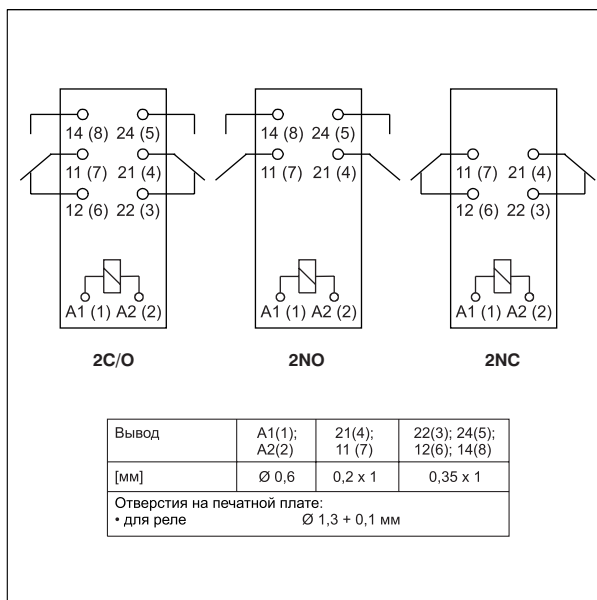 14 (8) 24 (5) 14 (8) 24 (5)
11 (7) 21 (4) 11 (7) 21 (4) 11 (7) 21 (4)
12 (6) 22 (3) 12 (6) 22 (3)
A1 (1) A2 (2) A1 (1) A2 (2) A1 (1) A2 (2)
2C/O 2NO 2NC
Вывод A1(1); 21(4); 22(3); 24(5);
A2(2) 11 (7) 12(6); 14(8)
[мм] Ø 0,6 0,2 x 1 0,35 x 1
Отверстия на печатной плате:
• для реле Ø 1,3 + 0,1 мм